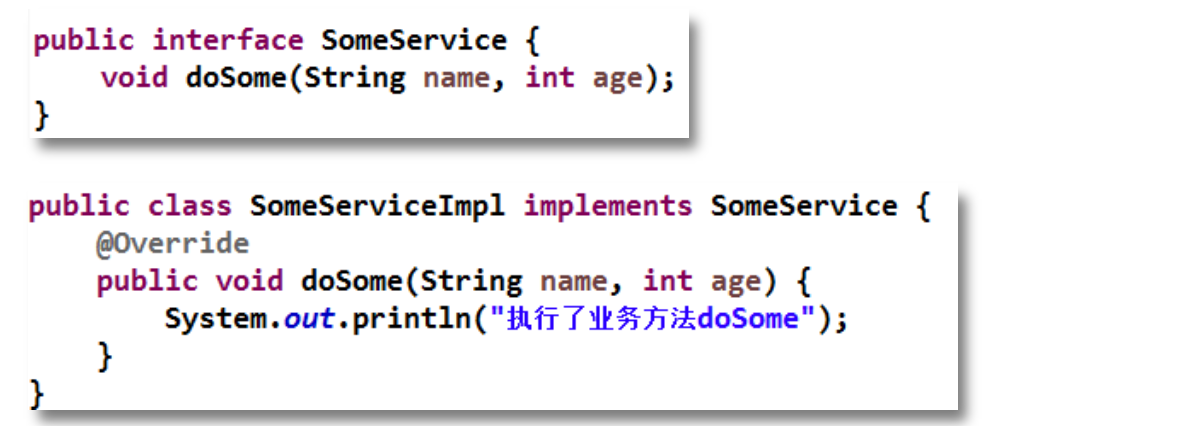 public interface SomeService {
    void doSome(String name, int age);
}
public class SomeServiceImpl implements SomeService {
    @Override
    public void doSome(String name, int age) {
        System.out.println("执行了业务方法doSome");
    }
}